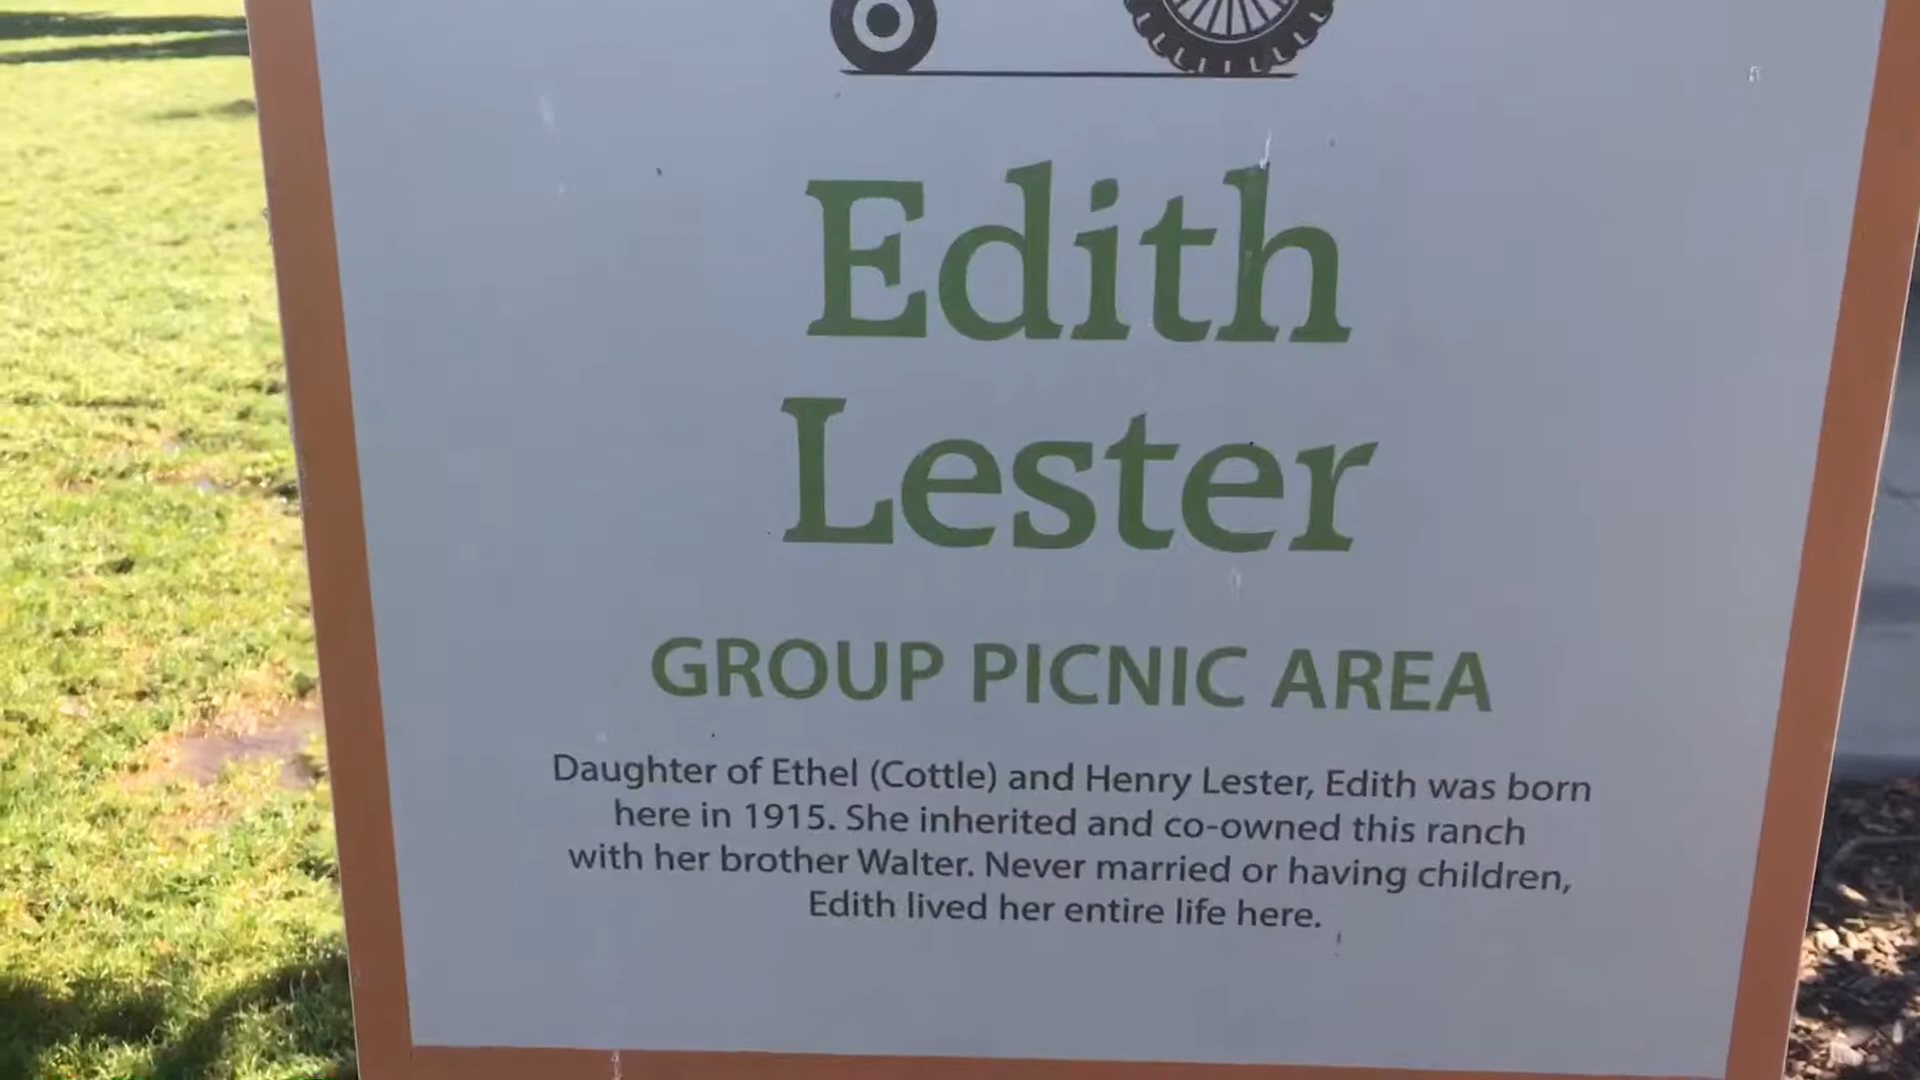 Edith
Lester
GROUP PICNIC AREA
Daughter of Ethel (Cottle) and Henry Lester, Edith was born
here in 1915. She inherited and co-owned this ranch
with her brother Walter. Never married or having children,
Edith lived her entire life here.